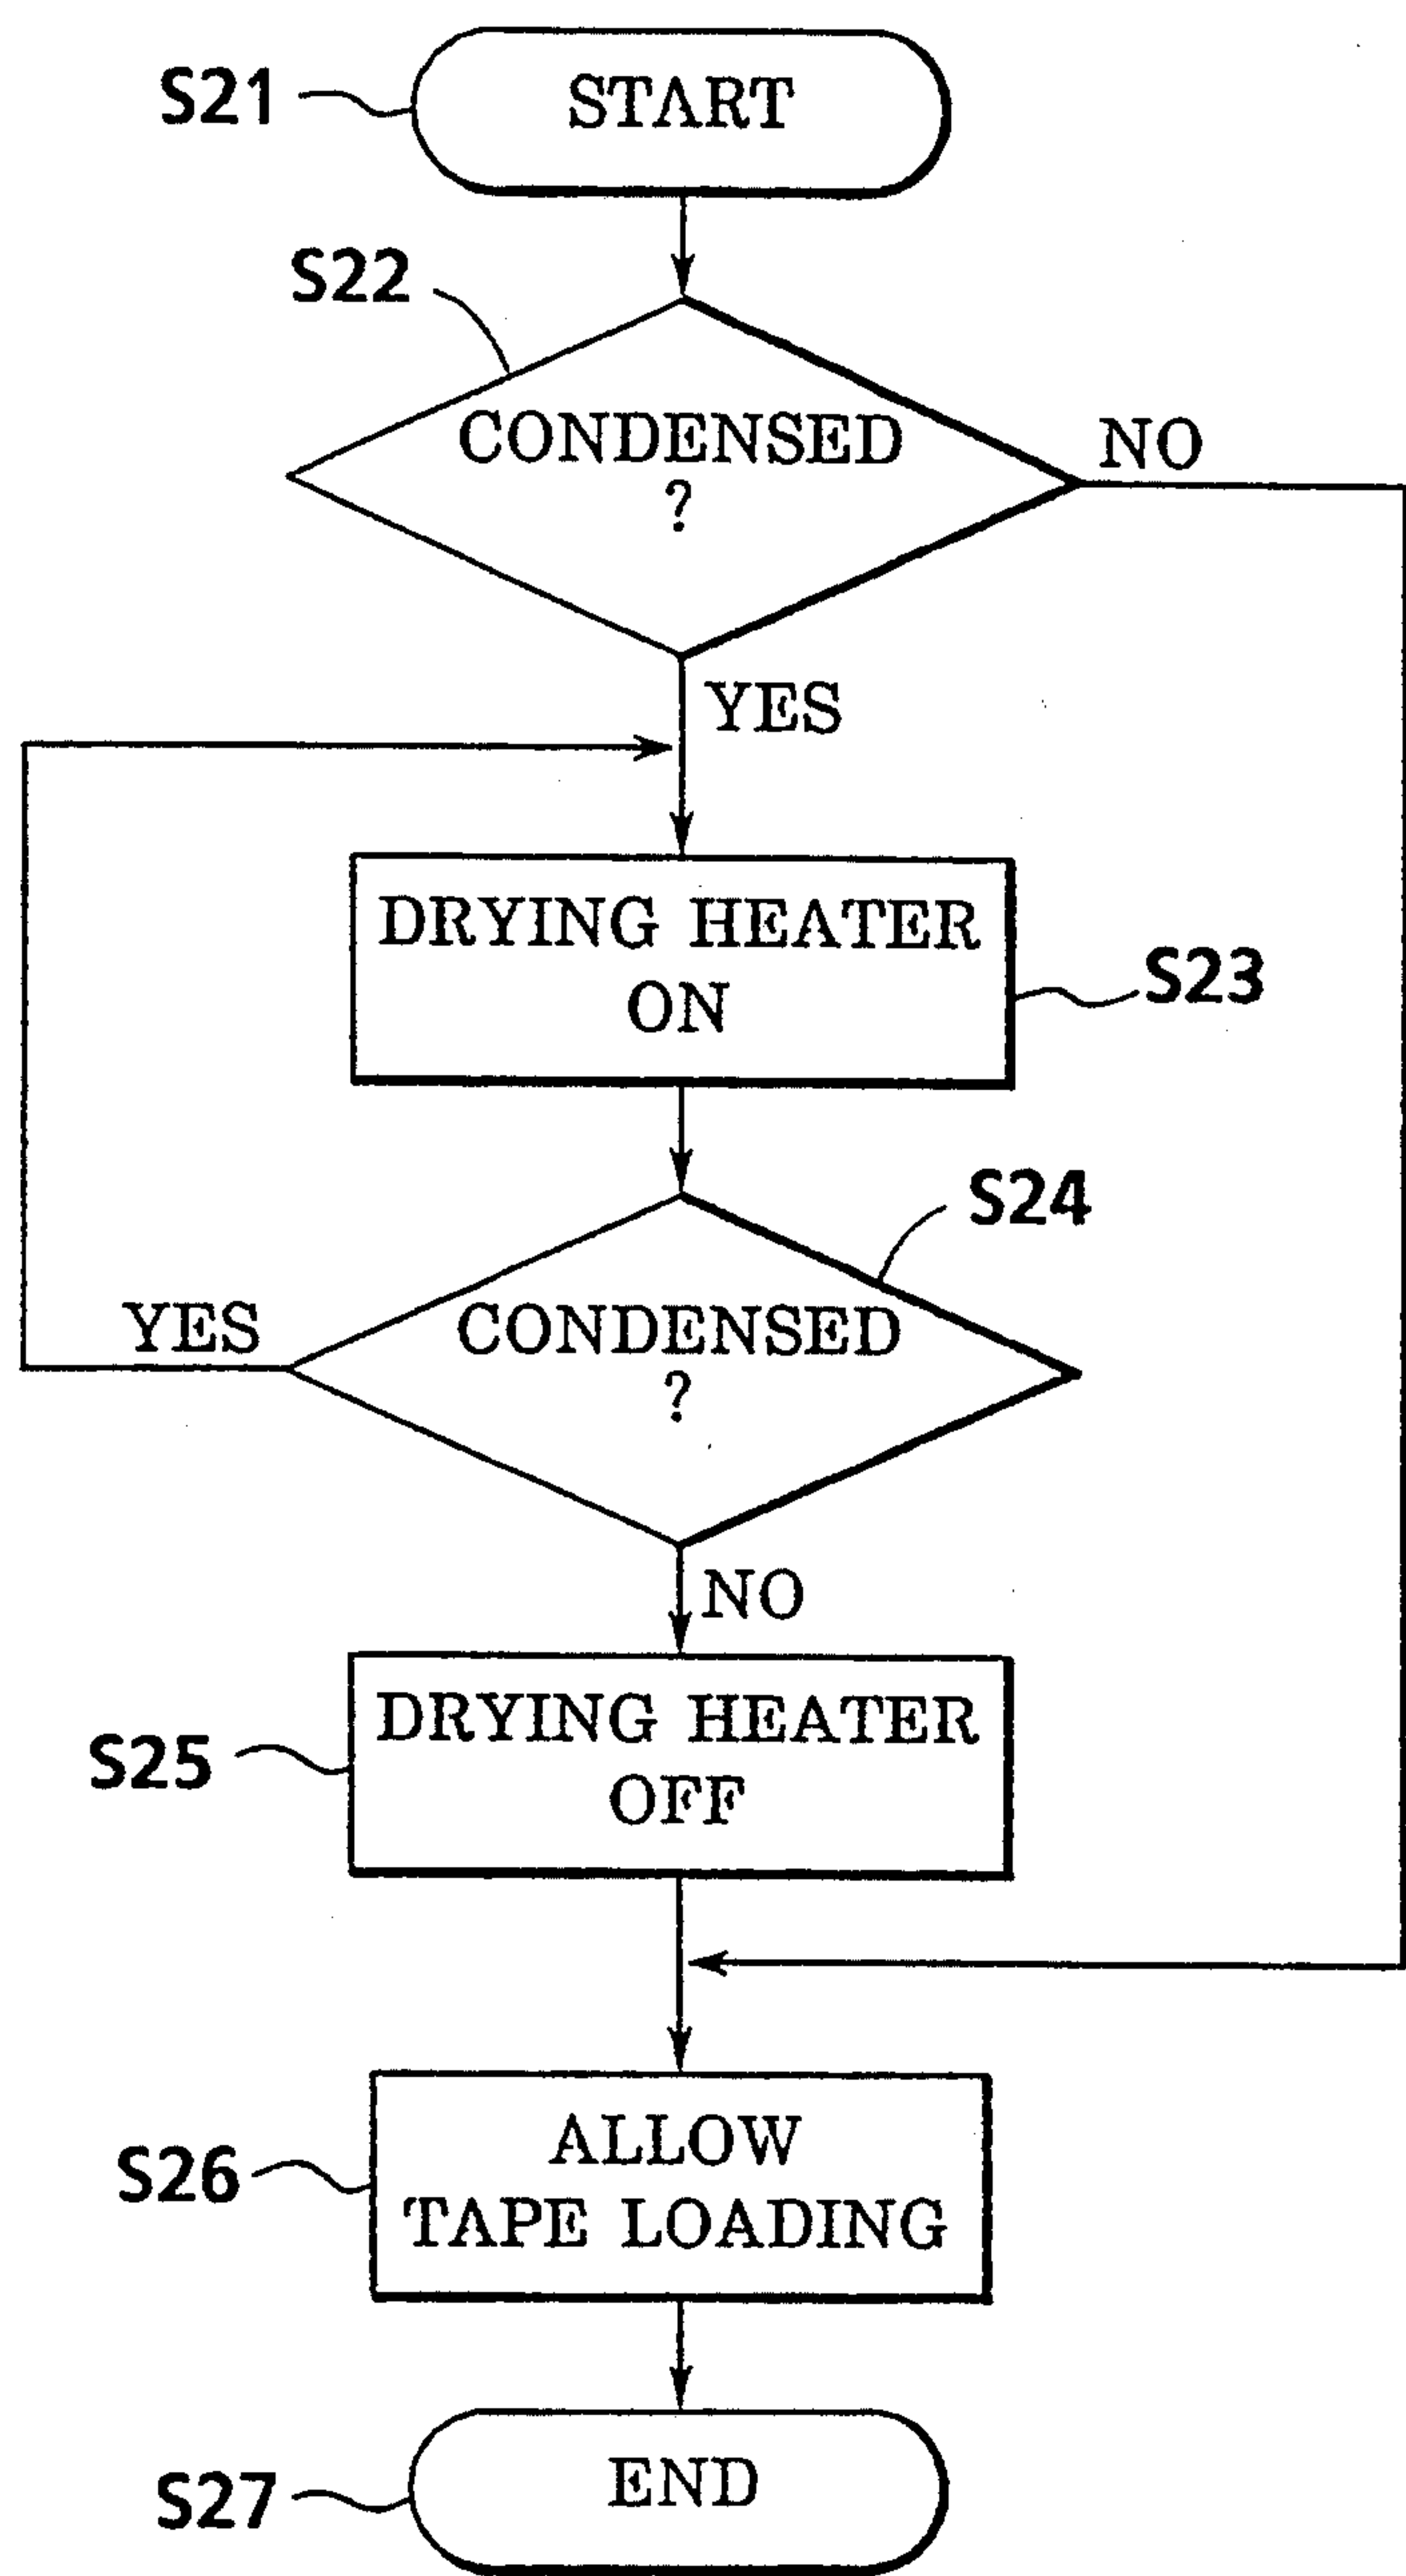 S21
START
S22
CONDENSED
?
NO
YES
DRYING HEATER
ON
S23
S24
YES
CONDENSED
?
NO
S25
DRYING HEATER
OFF
S26
ALLOW
TAPE LOADING
S27
END